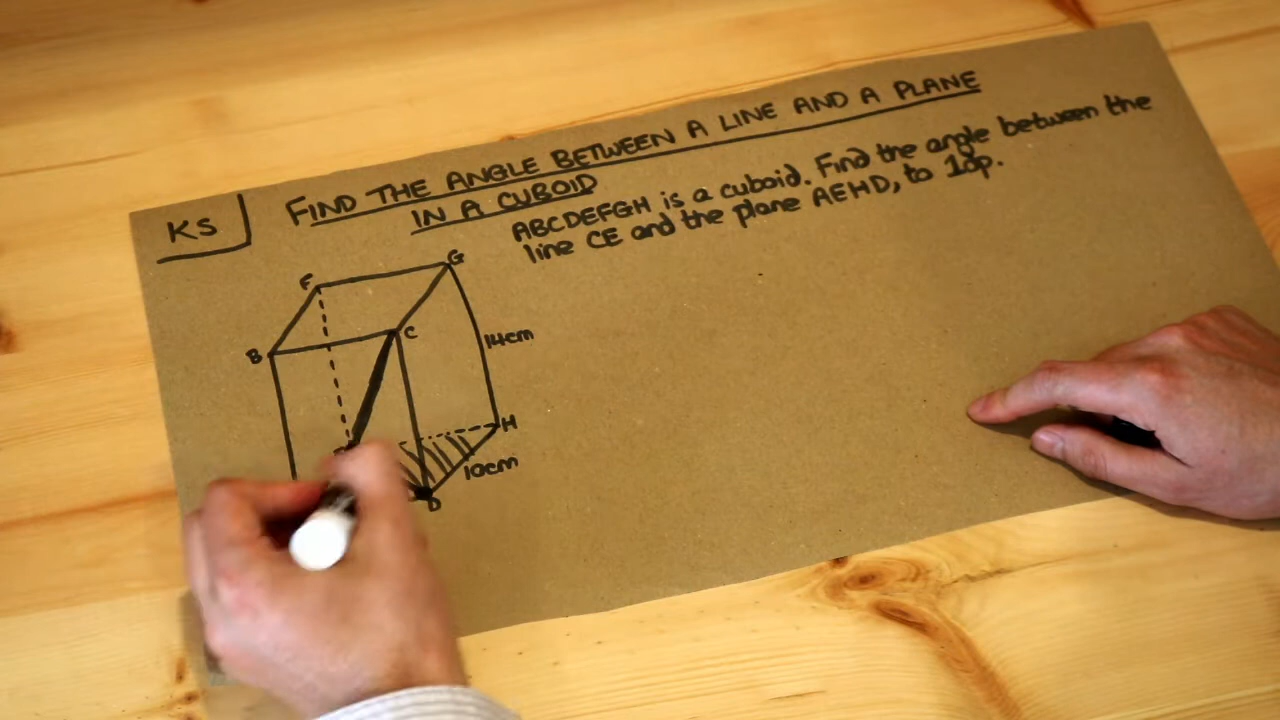 KS
FIND THE ANGLE BETWEEN A LINE AND A PLANE
IN A CUBOID
ABCDEFGH is a cuboid. Find the angle between the
line CE and the plane AEHD, to 1dp.
F
G
B
C
14cm
H
10cm
D